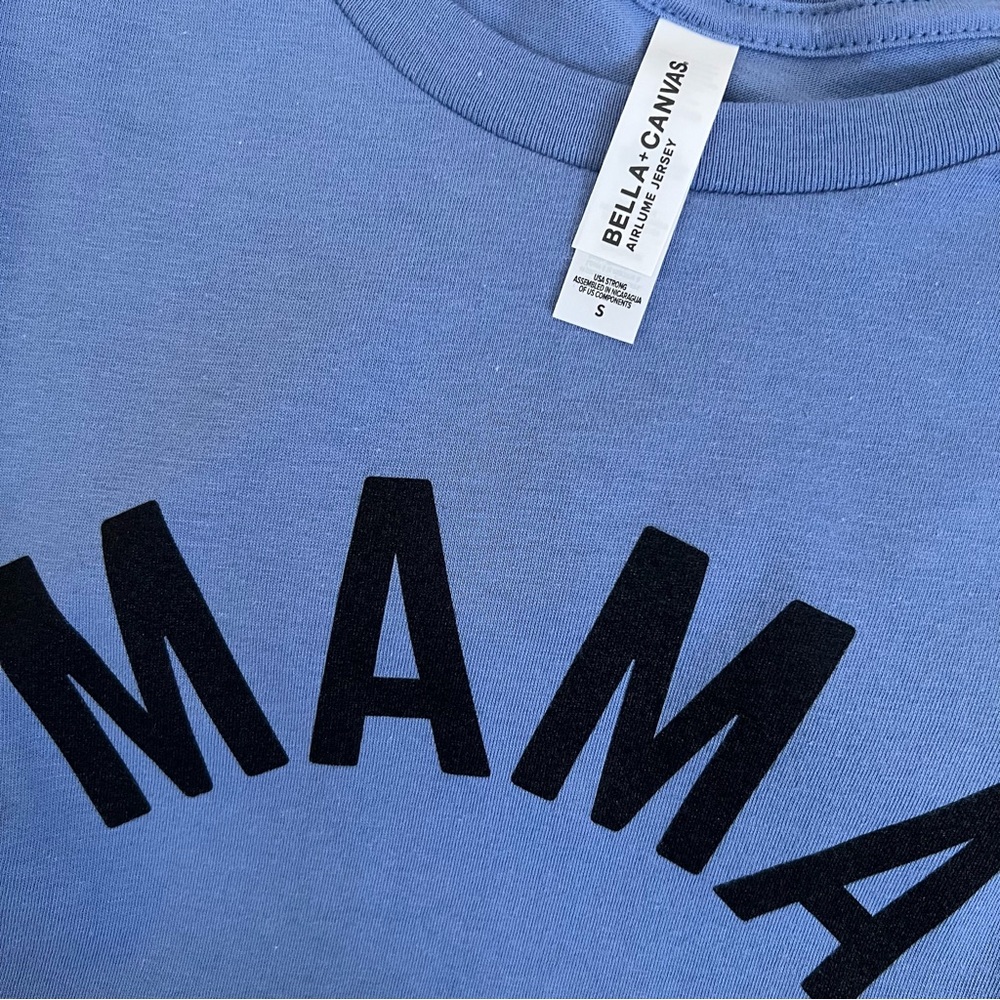 BELLA+CANVAS®
AIRLUME JERSEY
USA STRONG
ASSEMBLED IN NICARAGUA
OF US COMPONENTS
S
MAMA